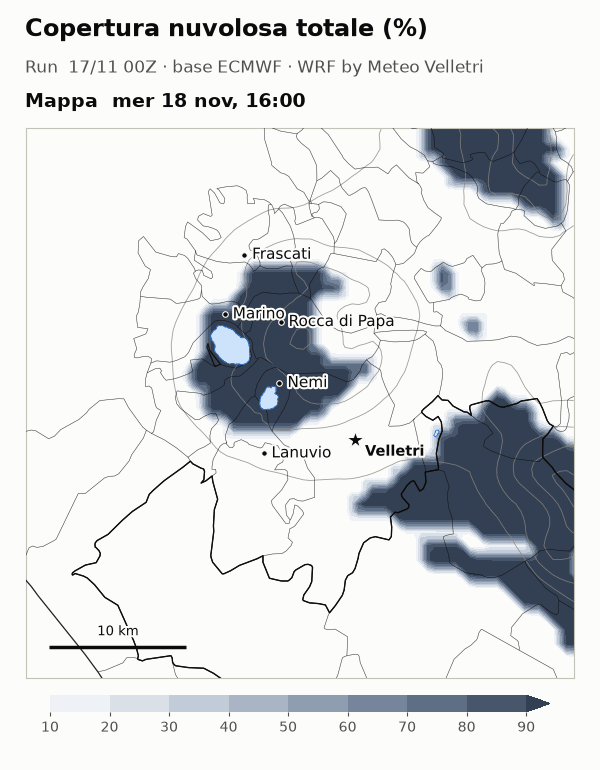 Copertura nuvolosa totale (%)
Run 17/11 00Z · base ECMWF · WRF by Meteo Velletri
Mappa mer 18 nov, 16:00
Frascati
Marino
Rocca di Papa
Nemi
Velletri
Lanuvio
10 km
10 20 30 40 50 60 70 80 90